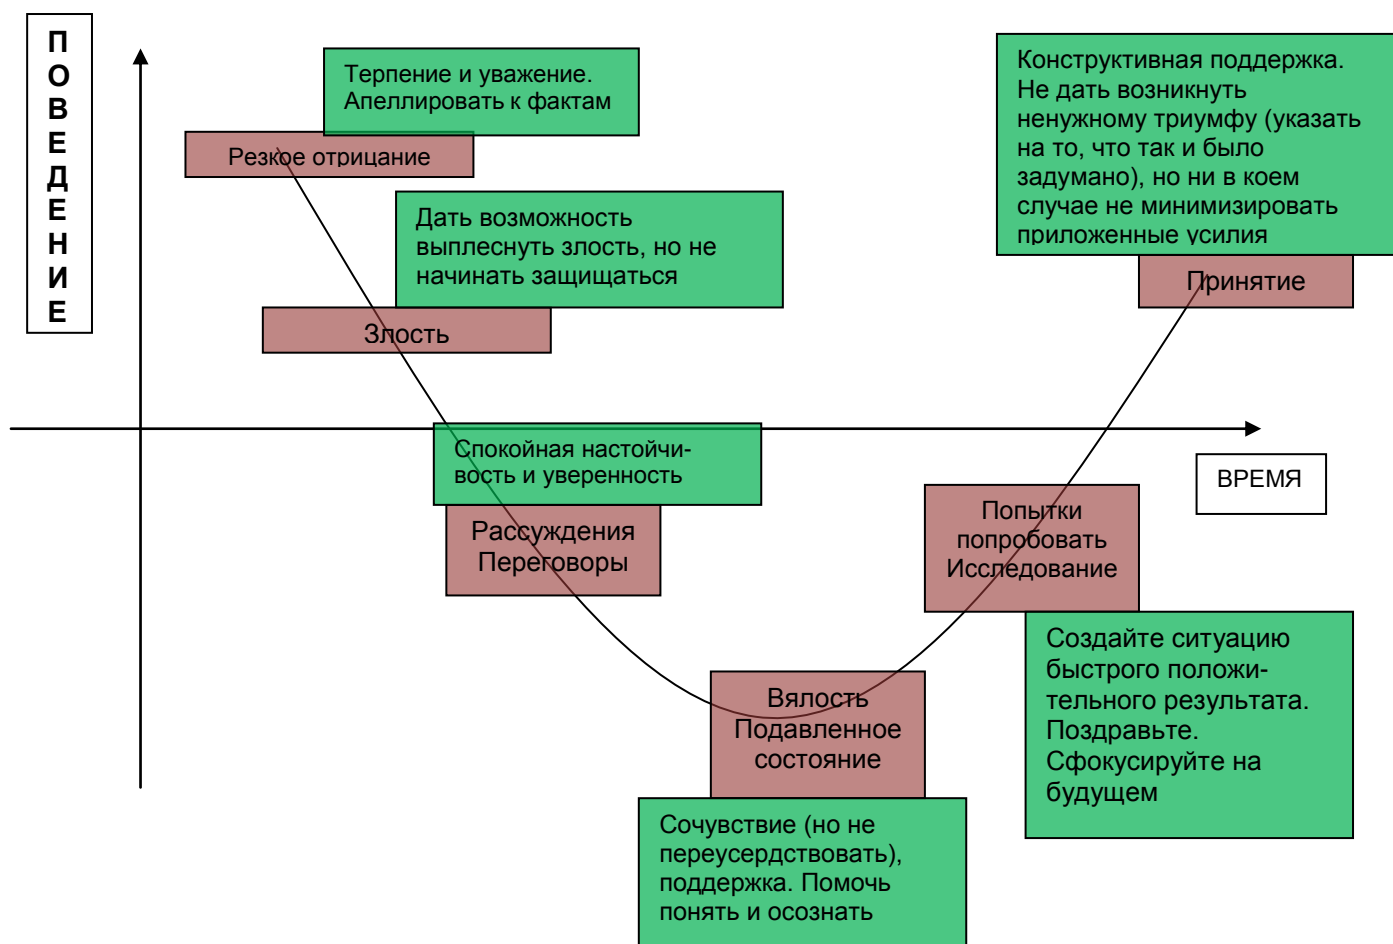 ПОВЕДЕНИЕ
Терпение и уважение.
Апеллировать к фактам
Резкое отрицание
Дать возможность
выплеснуть злость, но не
начинать защищаться
Злость
Спокойная настойчи-
вость и уверенность
Рассуждения
Переговоры
Вялость
Подавленное
состояние
Сочувствие (но не
переусердствовать),
поддержка. Помочь
понять и осознать
Попытки
попробовать
Исследование
Создайте ситуацию
быстрого положи-
тельного результата.
Поздравьте.
Сфокусируйте на
будущем
Конструктивная поддержка.
Не дать возникнуть
ненужному триумфу (указать
на то, что так и было
задумано), но ни в коем
случае не минимизировать
приложенные усилия
Принятие
ВРЕМЯ